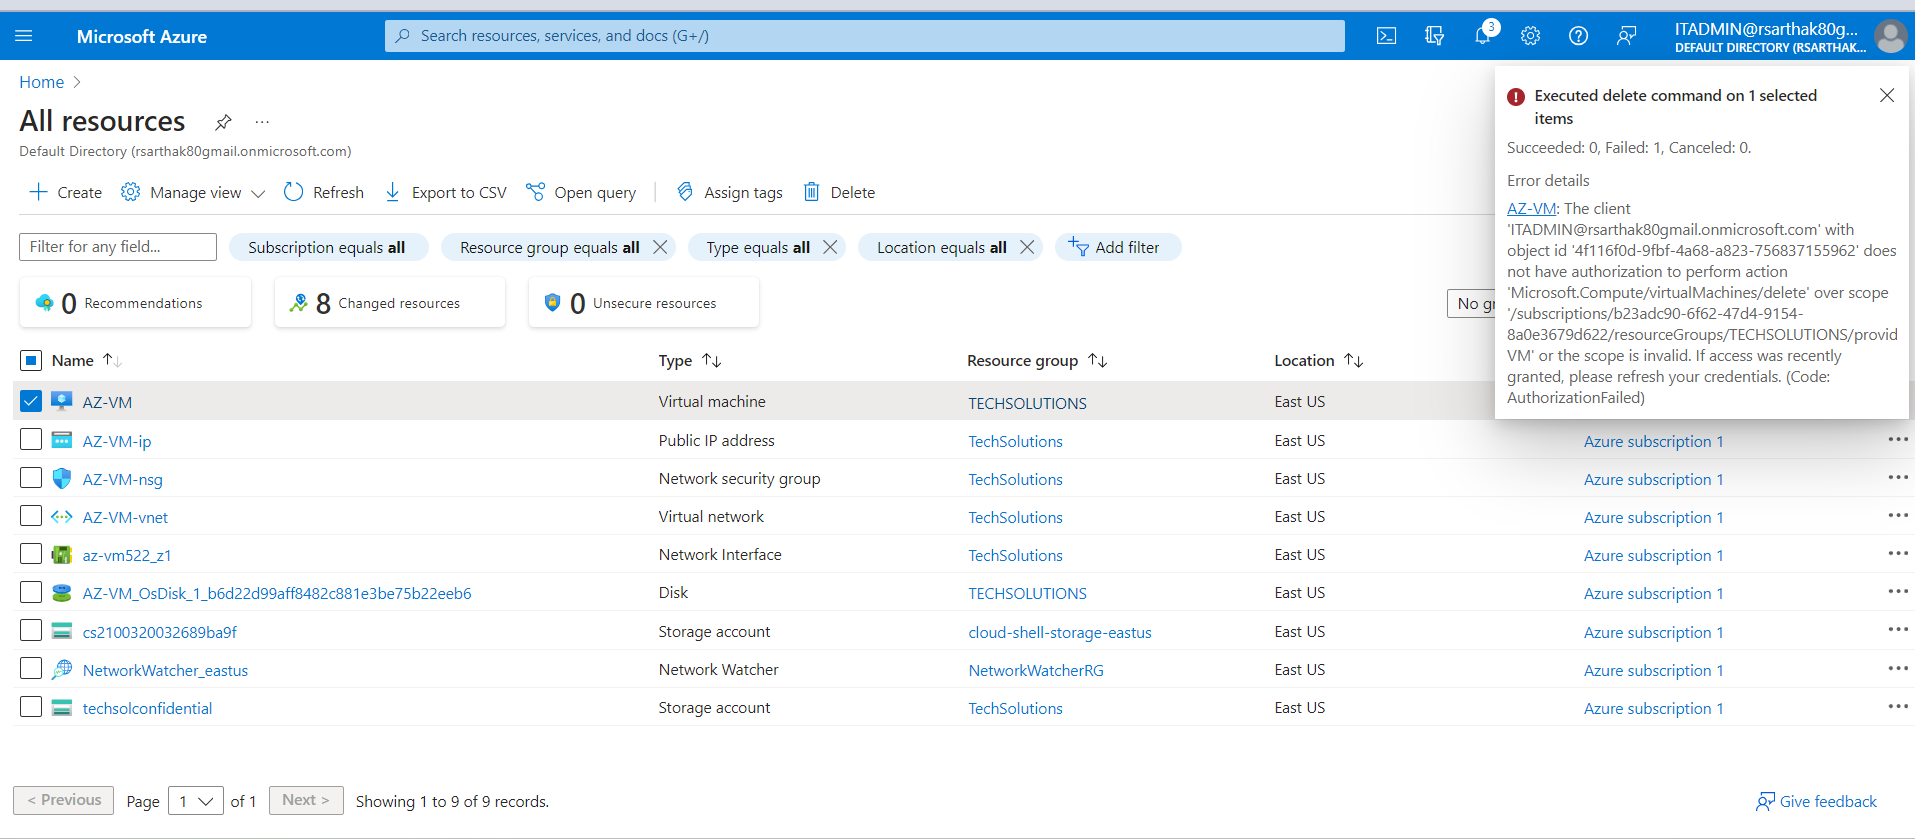 Microsoft Azure
Search resources, services, and docs (G+/)
3
ITADMIN@rsarthak80g...
DEFAULT DIRECTORY (RSARTHAK...
Home
All resources
...
Default Directory (rsarthak80gmail.onmicrosoft.com)
Create
Manage view
Refresh
Export to CSV
Open query
Assign tags
Delete
Filter for any field...
Subscription equals all
Resource group equals all
Type equals all
Location equals all
Add filter
0 Recommendations
8 Changed resources
0 Unsecure resources
No gr
Executed delete command on 1 selected
items
Succeeded: 0, Failed: 1, Canceled: 0.
Error details
AZ-VM: The client
'ITADMIN@rsarthak80gmail.onmicrosoft.com' with
object id '4f116f0d-9fbf-4a68-a823-756837155962' does
not have authorization to perform action
'Microsoft.Compute/virtualMachines/delete' over scope
'/subscriptions/b23adc90-6f62-47d4-9154-
8a0e3679d622/resourceGroups/TECHSOLUTIONS/provid
VM' or the scope is invalid. If access was recently
granted, please refresh your credentials. (Code:
AuthorizationFailed)
Name Type Resource group Location
AZ-VM Virtual machine TECHSOLUTIONS East US
AZ-VM-ip Public IP address TechSolutions East US Azure subscription 1
AZ-VM-nsg Network security group TechSolutions East US Azure subscription 1
AZ-VM-vnet Virtual network TechSolutions East US Azure subscription 1
az-vm522_z1 Network Interface TechSolutions East US Azure subscription 1
AZ-VM_OsDisk_1_b6d22d99aff8482c881e3be75b22eeb6 Disk TECHSOLUTIONS East US Azure subscription 1
cs2100320032689ba9f Storage account cloud-shell-storage-eastus East US Azure subscription 1
NetworkWatcher_eastus Network Watcher NetworkWatcherRG East US Azure subscription 1
techsolconfidential Storage account TechSolutions East US Azure subscription 1
< Previous Page 1 of 1 Next > Showing 1 to 9 of 9 records.
Give feedback